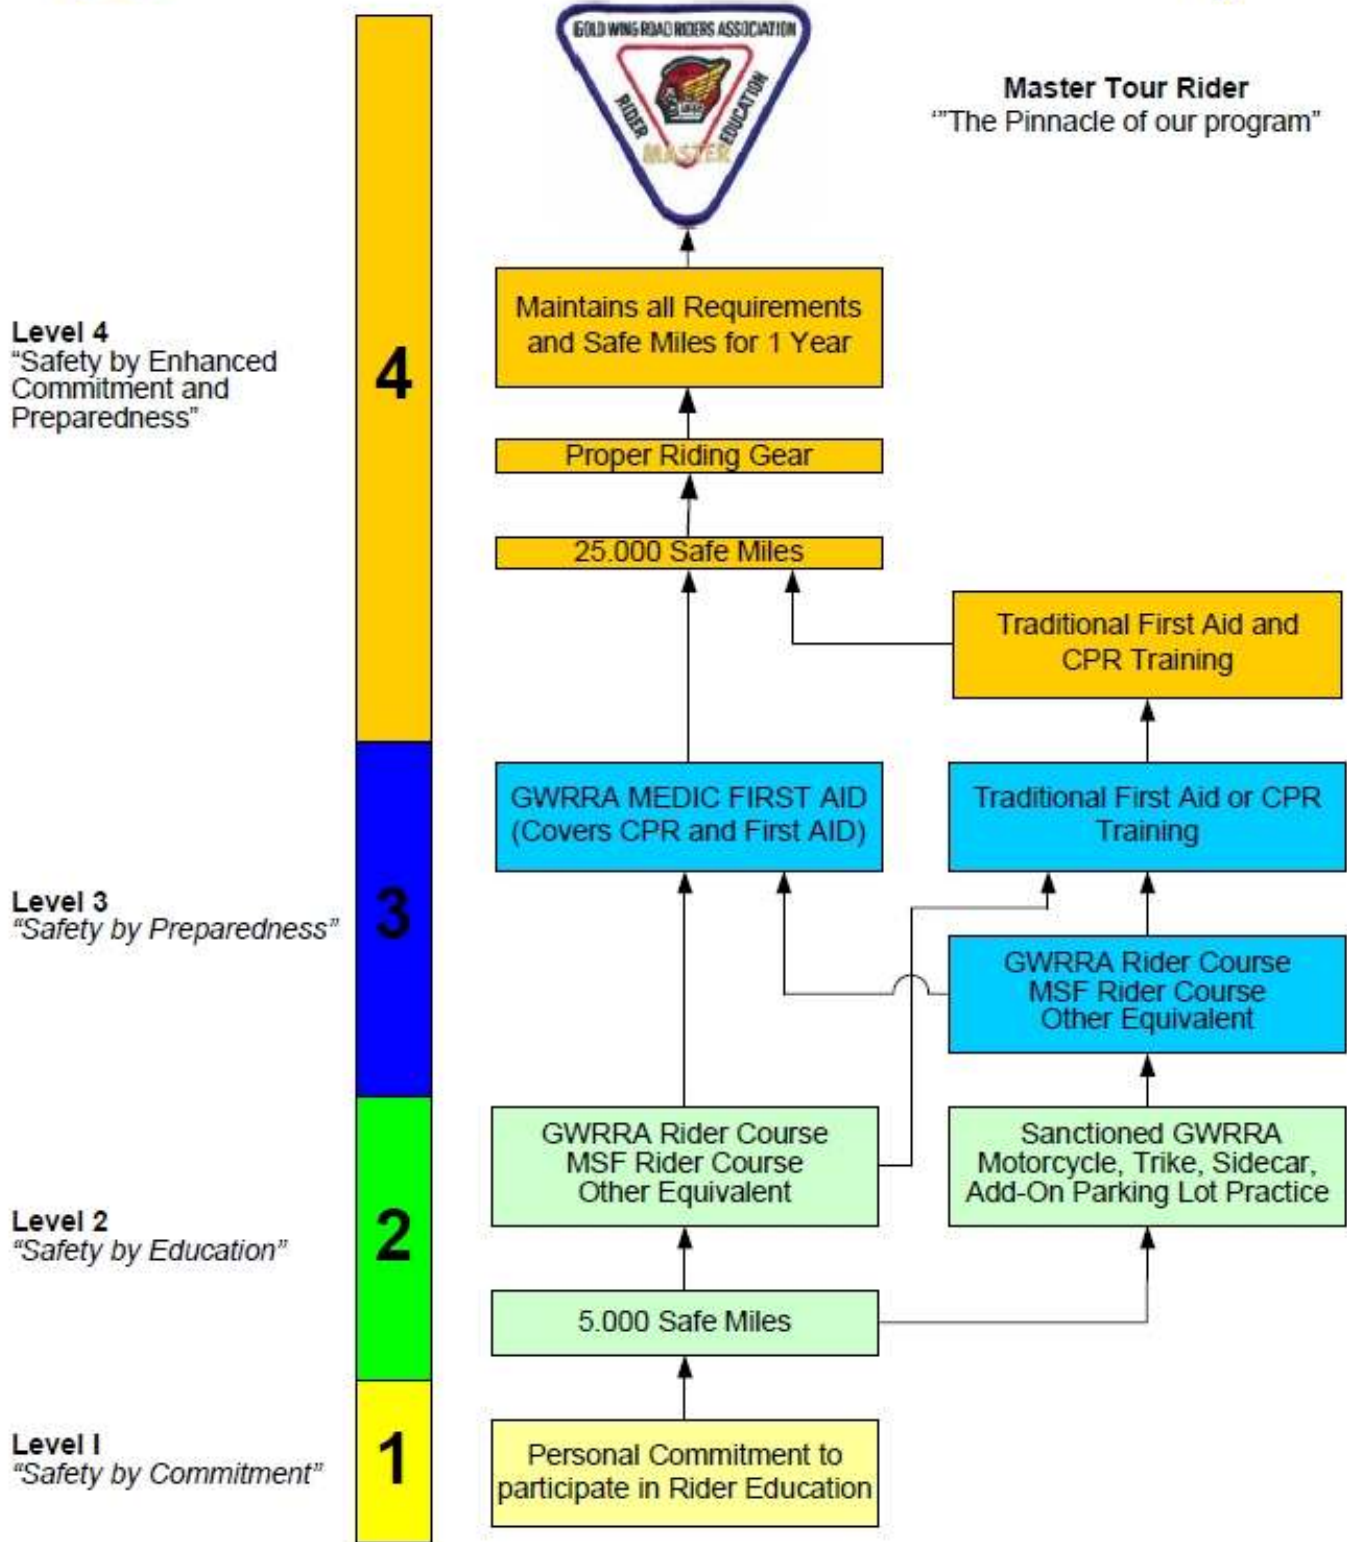 GOLD WING ROAD RIDERS ASSOCIATION
RIDER
EDUCATION
MASTER
Master Tour Rider
‘”The Pinnacle of our program”
Maintains all Requirements
and Safe Miles for 1 Year
Level 4
“Safety by Enhanced
Commitment and
Preparedness”
4
Proper Riding Gear
25.000 Safe Miles
Traditional First Aid and
CPR Training
GWRRA MEDIC FIRST AID
(Covers CPR and First AID)
Traditional First Aid or CPR
Training
Level 3
“Safety by Preparedness”
3
GWRRA Rider Course
MSF Rider Course
Other Equivalent
GWRRA Rider Course
MSF Rider Course
Other Equivalent
Sanctioned GWRRA
Motorcycle, Trike, Sidecar,
Add-On Parking Lot Practice
Level 2
“Safety by Education”
2
5.000 Safe Miles
Level I
“Safety by Commitment”
1
Personal Commitment to
participate in Rider Education